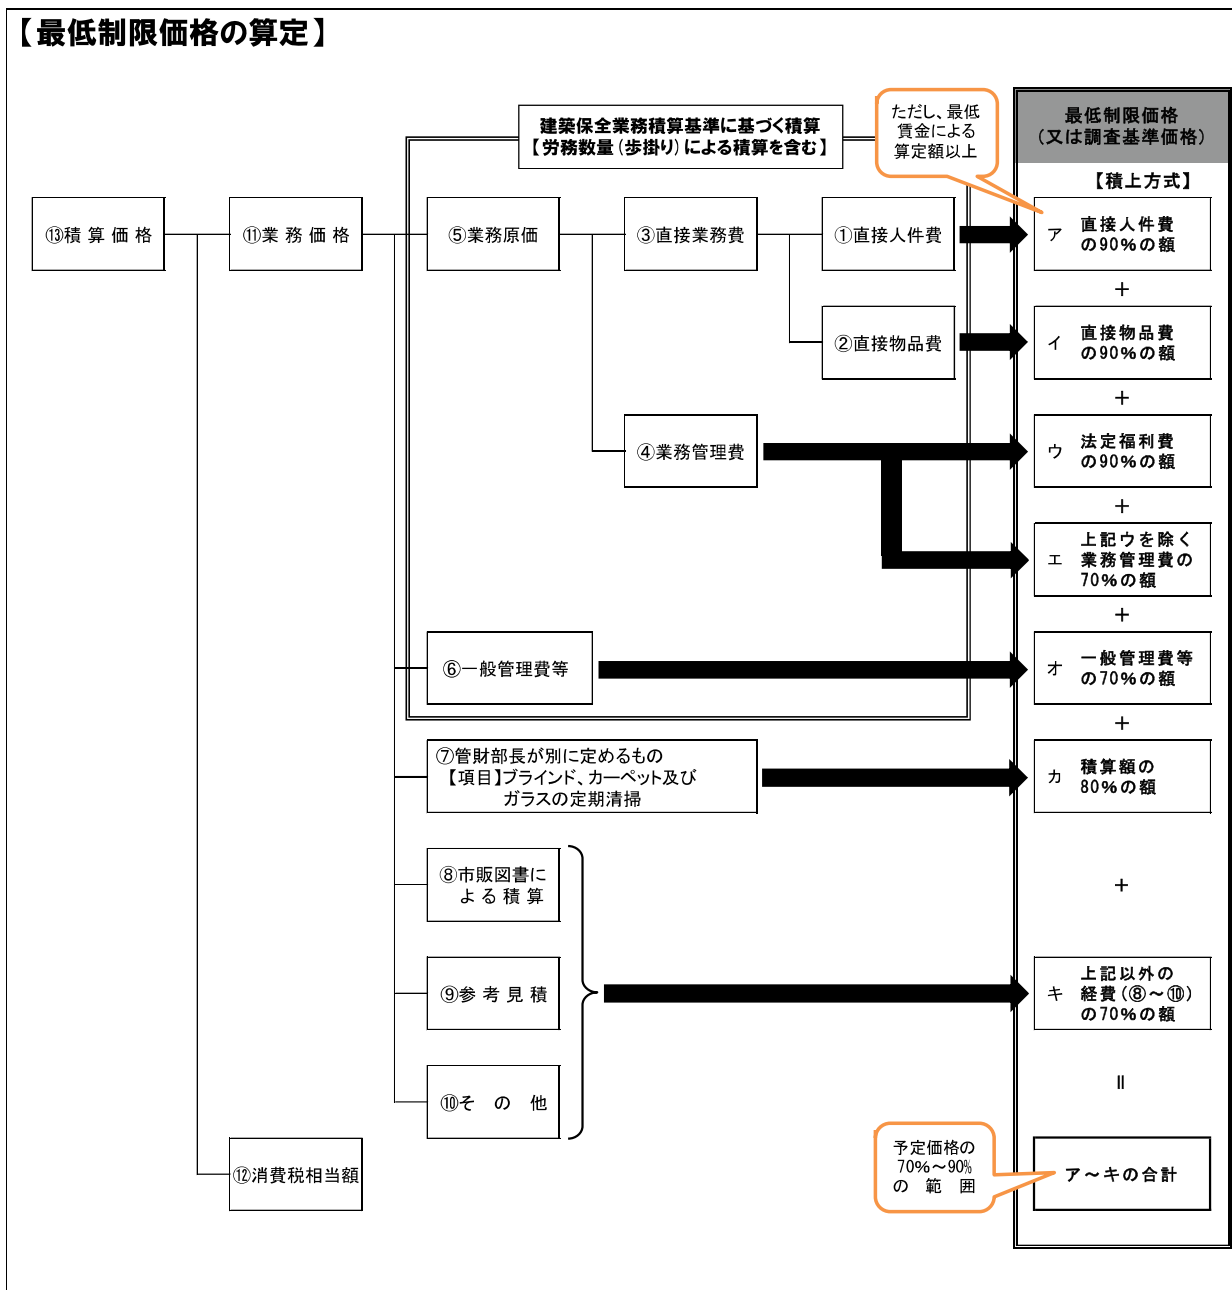 【最低制限価格の算定】
建築保全業務積算基準に基づく積算
【労務数量(歩掛り)による積算を含む】
ただし、最低
賃金による
算定額以上
最低制限価格
(又は調査基準価格)
【積上方式】
⑬積算価格
⑪業務価格
⑤業務原価
③直接業務費
①直接人件費
ア 直接人件費
の90%の額
+
②直接物品費
イ 直接物品費
の90%の額
+
④業務管理費
ウ 法定福利費
の90%の額
+
エ 上記ウを除く
業務管理費の
70%の額
+
⑥一般管理費等
オ 一般管理費等
の70%の額
+
⑦管財部長が別に定めるもの
【項目】ブラインド、カーペット及び
ガラスの定期清掃
カ 積算額の
80%の額
+
⑧市販図書に
よる積算
⑨参考見積
キ 上記以外の
経費(⑧~⑩)
の70%の額
=
⑩その他
⑫消費税相当額
予定価格の
70%~90%
の範囲
ア~キの合計